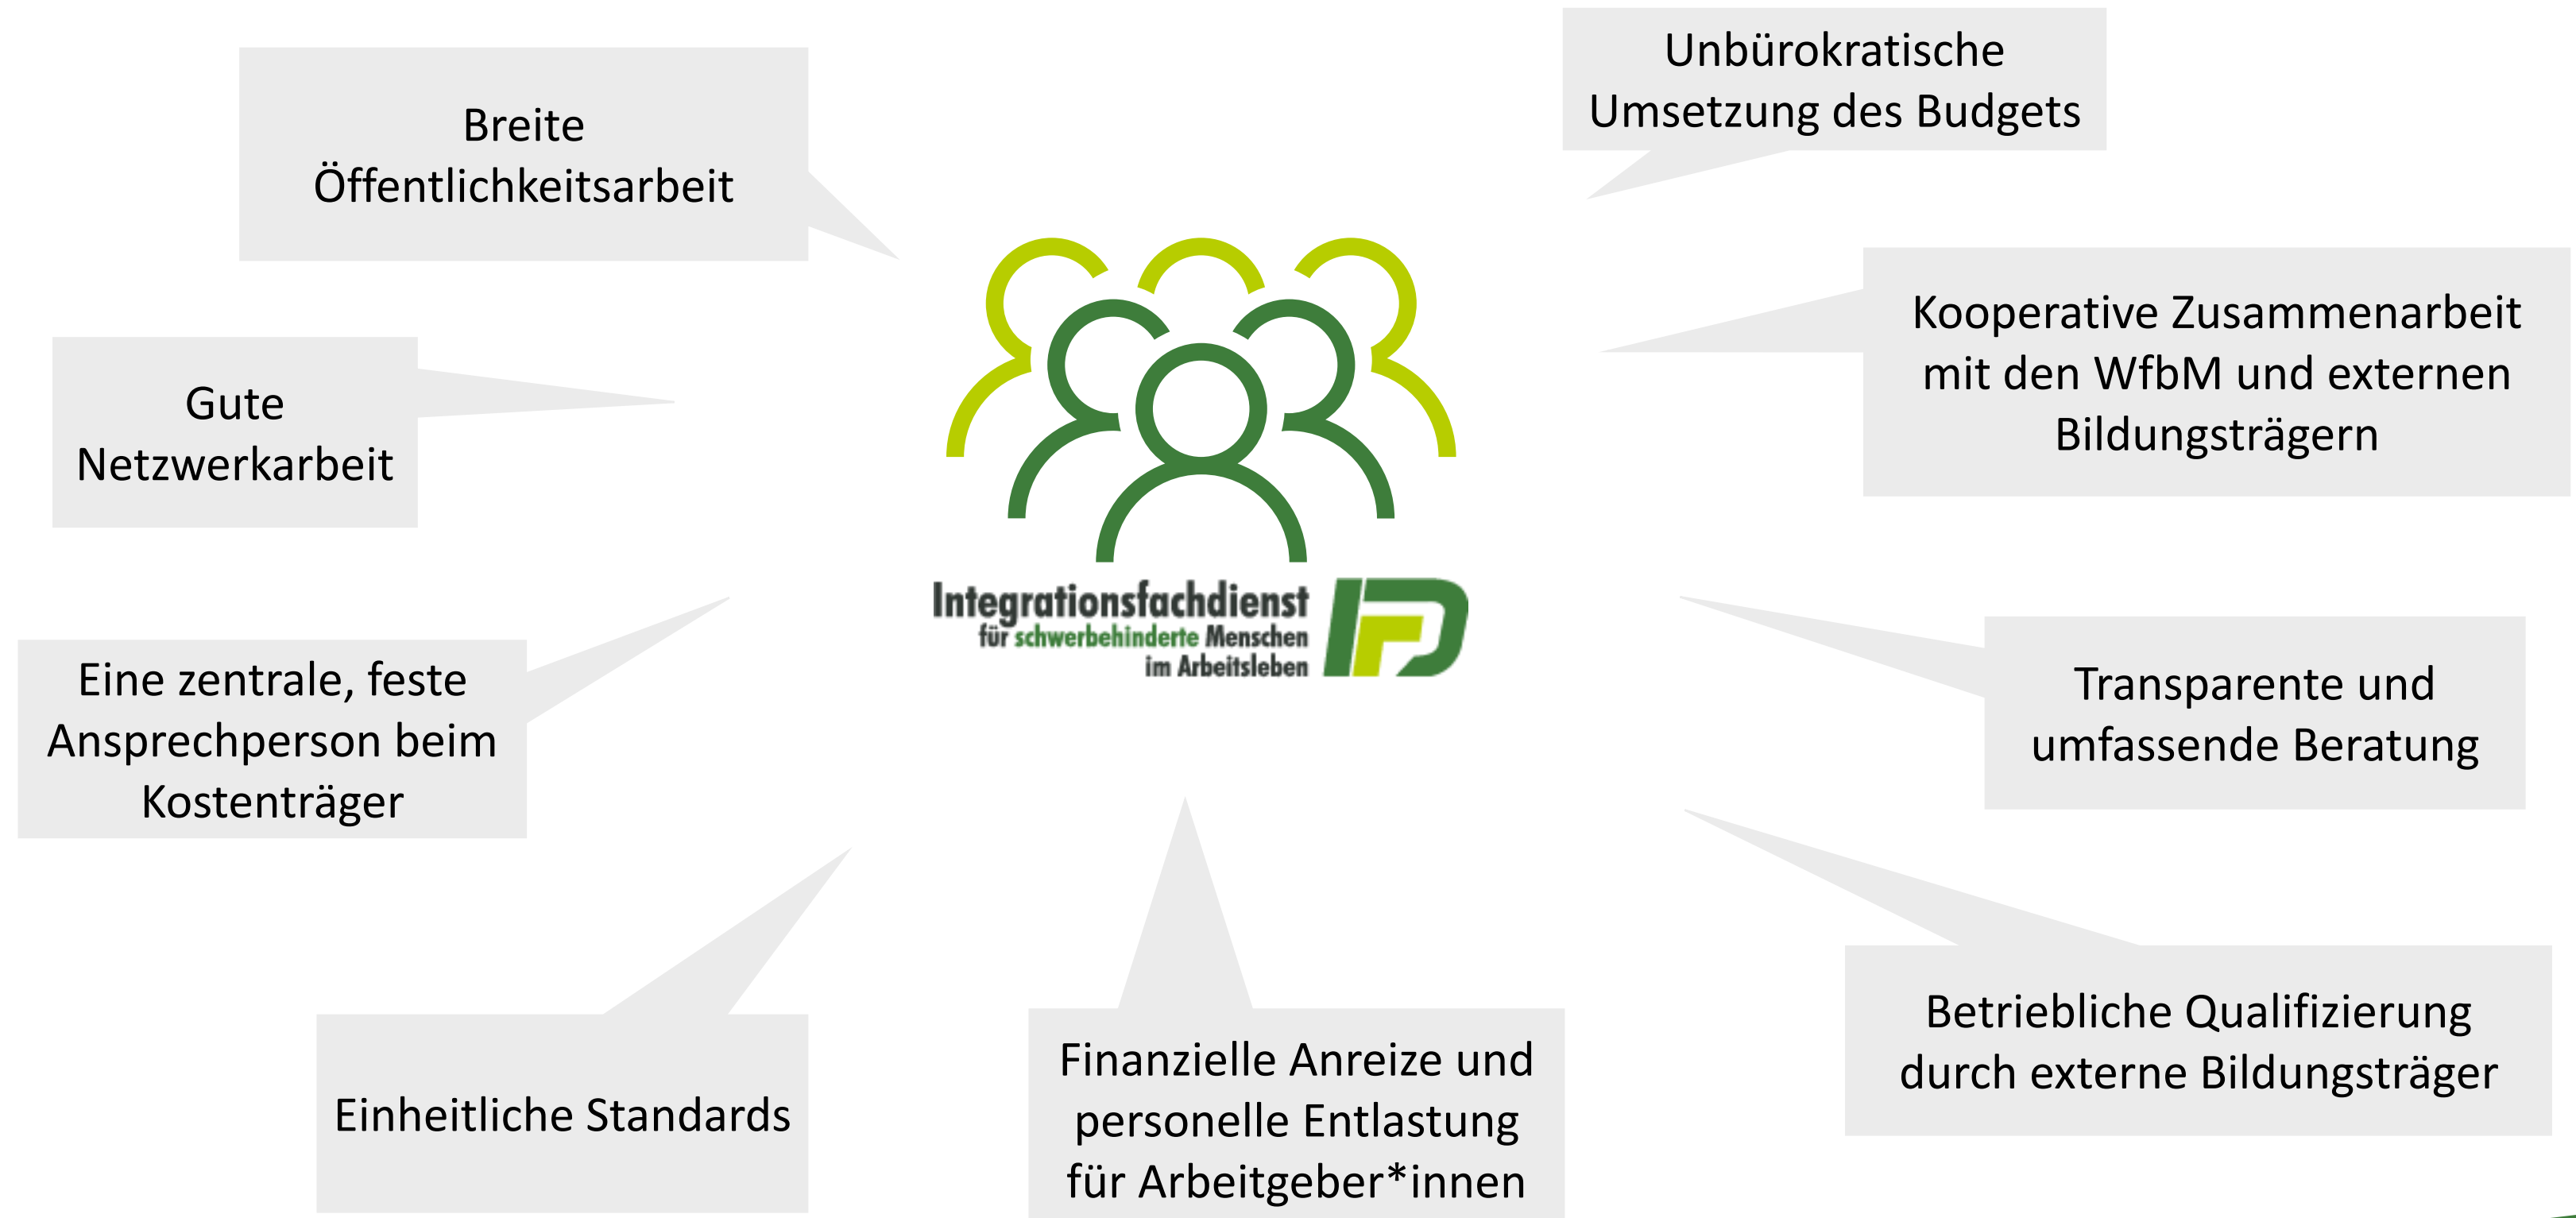 Breite
Öffentlichkeitsarbeit
Unbürokratische
Umsetzung des Budgets
Gute
Netzwerkarbeit
Kooperative Zusammenarbeit
mit den WfbM und externen
Bildungsträgern
Integrationsfachdienst
für schwerbehinderte Menschen
im Arbeitsleben
IFD
Eine zentrale, feste
Ansprechperson beim
Kostenträger
Transparente und
umfassende Beratung
Einheitliche Standards
Finanzielle Anreize und
personelle Entlastung
für Arbeitgeber*innen
Betriebliche Qualifizierung
durch externe Bildungsträger